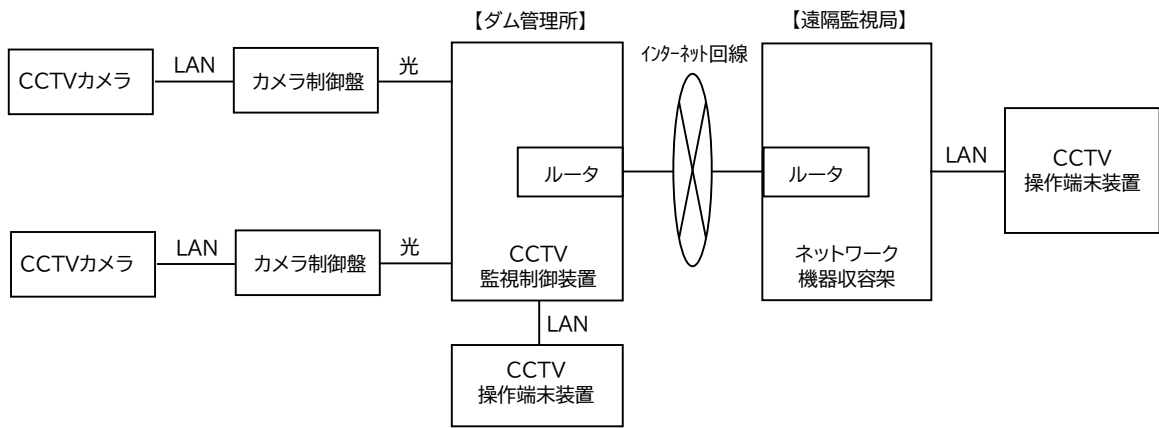 【ダム管理所】
【遠隔監視局】
インターネット回線
CCTVカメラ
LAN
カメラ制御盤
光
ルータ
ルータ
LAN
CCTV
操作端末装置
CCTVカメラ
LAN
カメラ制御盤
光
CCTV
監視制御装置
ネットワーク
機器収容架
LAN
CCTV
操作端末装置